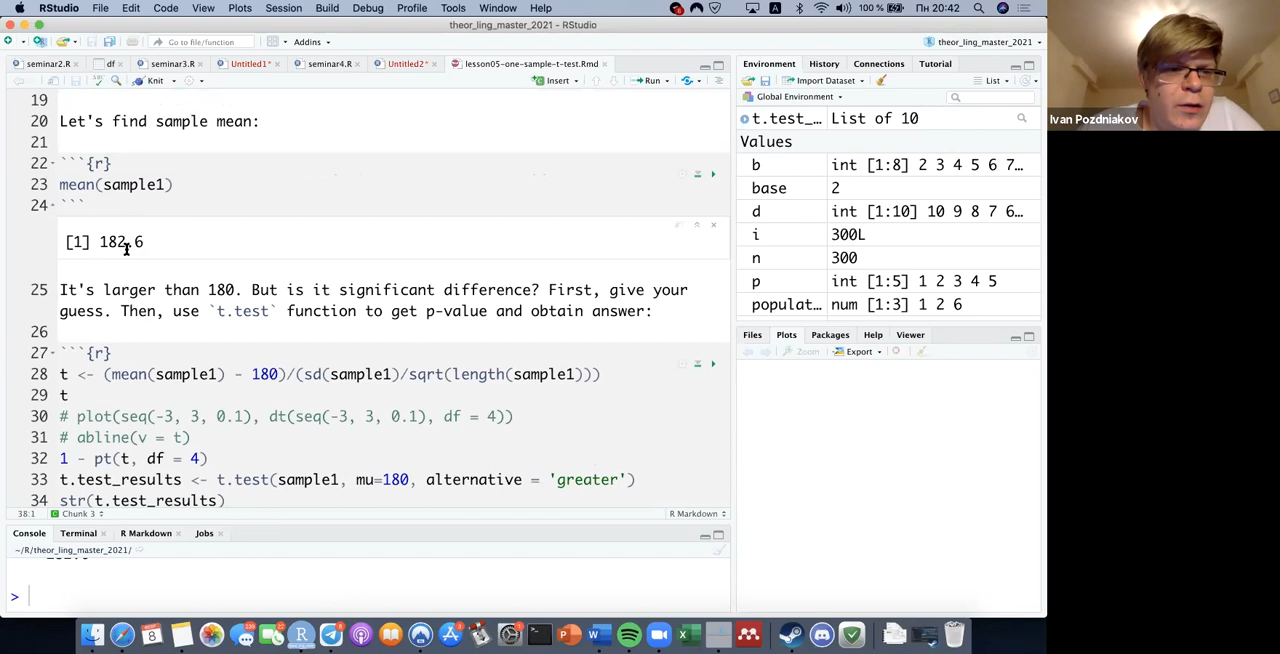 RStudio File Edit Code View Plots Session Build Debug Profile Tools Window Help A 100 % Пн 20:42
theor_ling_master_2021 - RStudio
Go to file/function Addins theor_ling_master_2021
seminar2.R df seminar3.R Untitled1* seminar4.R Untitled2* lesson05-one-sample-t-test.Rmd
Knit Insert Run
19
20 Let's find sample mean:
21
22 ```{r}
23 mean(sample1)
24 ```
[1] 182.6
25 It's larger than 180. But is it significant difference? First, give your
guess. Then, use `t.test` function to get p-value and obtain answer:
26
27 ```{r}
28 t <- (mean(sample1) - 180)/(sd(sample1)/sqrt(length(sample1)))
29 t
30 # plot(seq(-3, 3, 0.1), dt(seq(-3, 3, 0.1), df = 4))
31 # abline(v = t)
32 1 - pt(t, df = 4)
33 t.test_results <- t.test(sample1, mu=180, alternative = 'greater')
34 str(t.test_results)
38:1 Chunk 3 R Markdown
Console Terminal R Markdown Jobs
~/R/theor_ling_master_2021/
>
Environment History Connections Tutorial
Import Dataset List
Global Environment
t.test_… List of 10
Values
b int [1:8] 2 3 4 5 6 7…
base 2
d int [1:10] 10 9 8 7 6…
i 300L
n 300
p int [1:5] 1 2 3 4 5
populat… num [1:3] 1 2 6
Files Plots Packages Help Viewer
Zoom Export
Ivan Pozdniakov